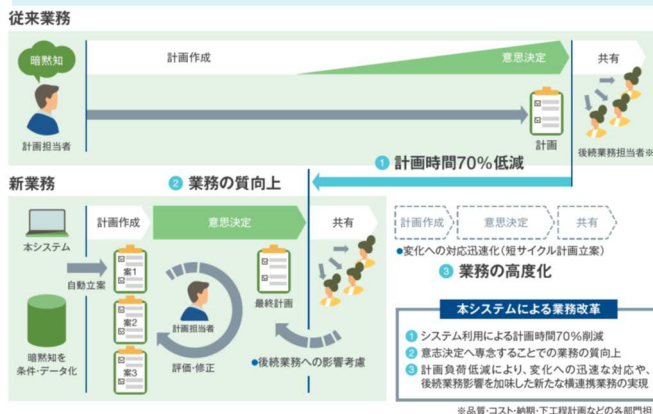 従来業務
暗黙知
計画担当者
計画作成
意思決定
共有
計画
後続業務担当者※
① 計画時間70％低減
新業務
② 業務の質向上
本システム
自動立案
暗黙知を
条件・データ化
計画作成
意思決定
共有
案1
案2
案3
計画担当者
評価・修正
最終計画
●後続業務への影響考慮
計画作成
意思決定
共有
●変化への対応迅速化（短サイクル計画立案）
③ 業務の高度化
本システムによる業務改革
① システム利用による計画時間70％削減
② 意志決定へ専念することでの業務の質向上
③ 計画負荷低減により、変化への迅速な対応や、
後続業務影響を加味した新たな横連携業務の実現
※品質・コスト・納期・下工程計画などの各部門担